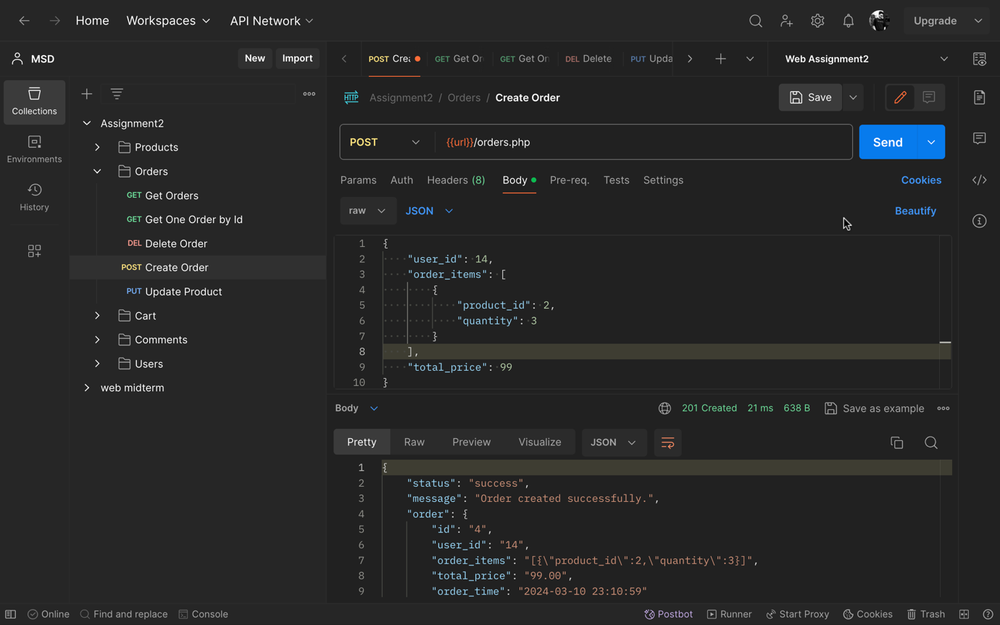 Home Workspaces API Network Upgrade
MSD New Import
POST Crea GET Get On GET Get On DEL Delete PUT Upda Web Assignment2
Collections
Environments
History
Assignment2
Products
Orders
GET Get Orders
GET Get One Order by Id
DEL Delete Order
POST Create Order
PUT Update Product
Cart
Comments
Users
web midterm
HTTP Assignment2 / Orders / Create Order Save
POST {{url}}/orders.php Send
Params Auth Headers (8) Body Pre-req. Tests Settings Cookies
raw JSON Beautify
1 {
2 "user_id": 14,
3 "order_items": [
4 {
5 "product_id": 2,
6 "quantity": 3
7 }
8 ],
9 "total_price": 99
10 }
Body 201 Created 21 ms 638 B Save as example
Pretty Raw Preview Visualize JSON
1 {
2 "status": "success",
3 "message": "Order created successfully.",
4 "order": {
5 "id": "4",
6 "user_id": "14",
7 "order_items": "[{\"product_id\":2,\"quantity\":3}]",
8 "total_price": "99.00",
9 "order_time": "2024-03-10 23:10:59"
Online Find and replace Console Postbot Runner Start Proxy Cookies Trash